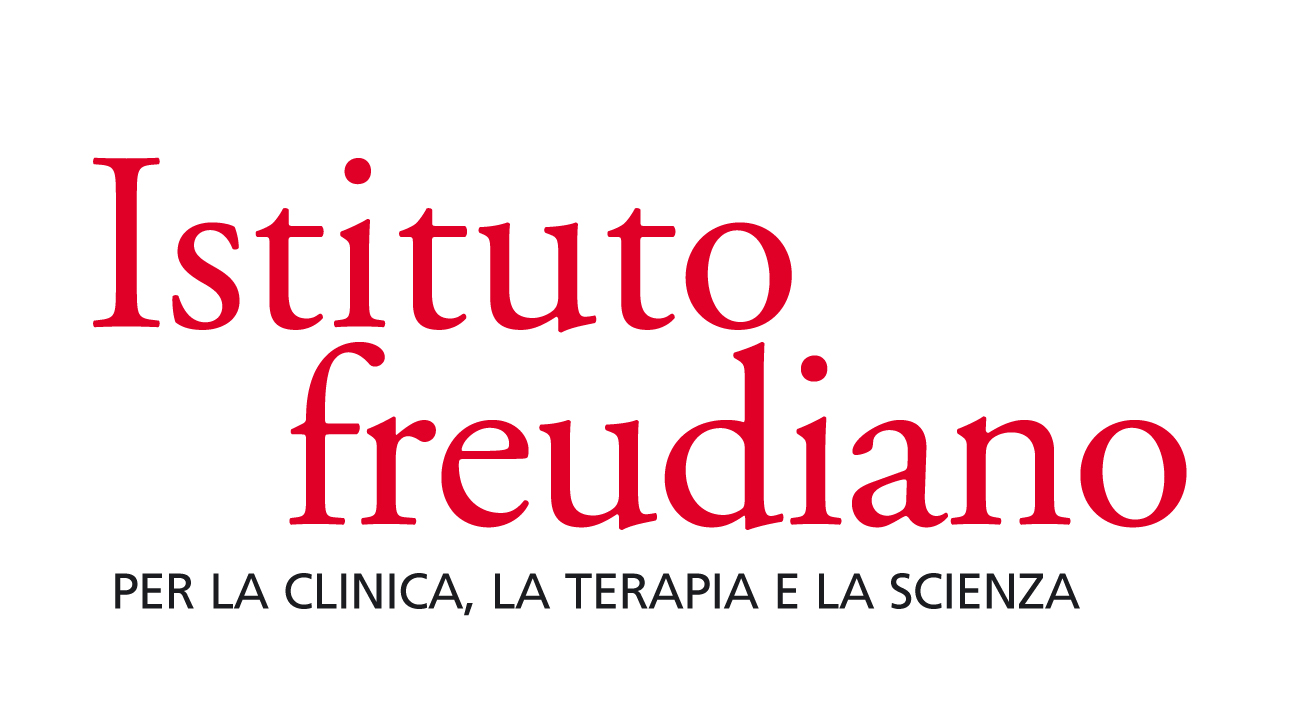 Istituto
freudiano
PER LA CLINICA, LA TERAPIA E LA SCIENZA